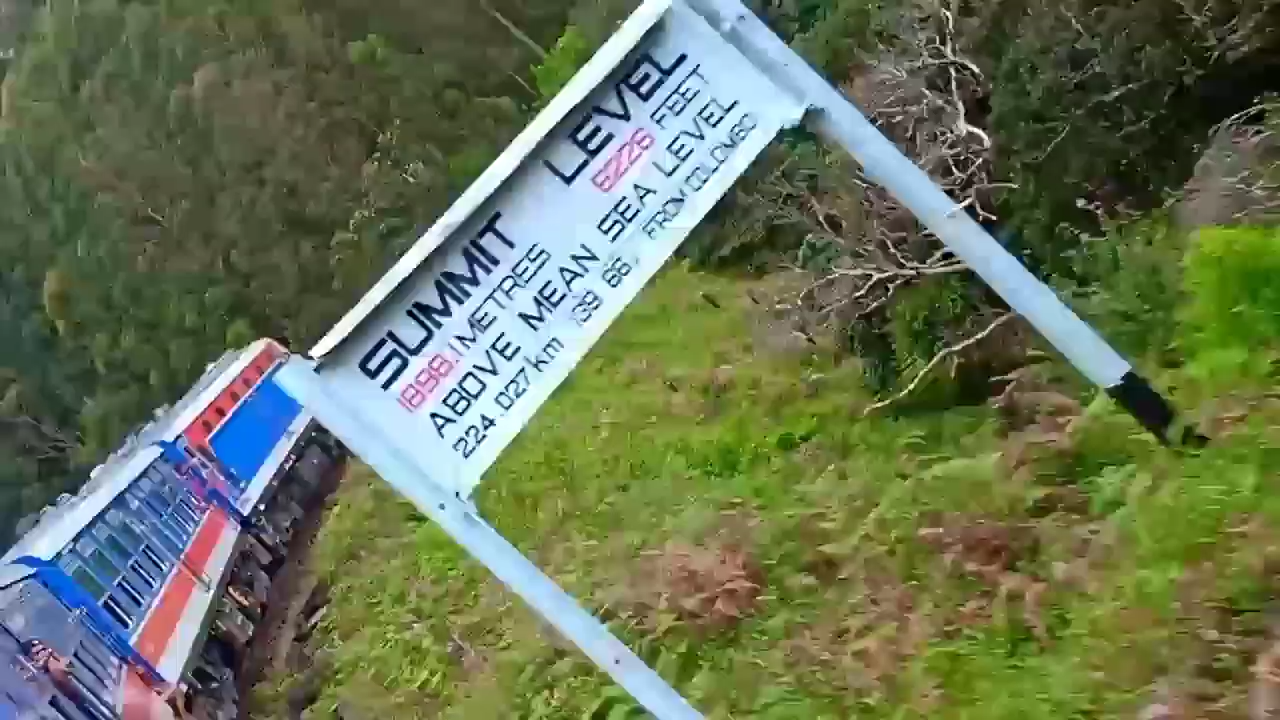 SUMMIT LEVEL
1898.1 METRES 6226 FEET
ABOVE MEAN SEA LEVEL
224.027 km 139 66 FROM COLOMBO